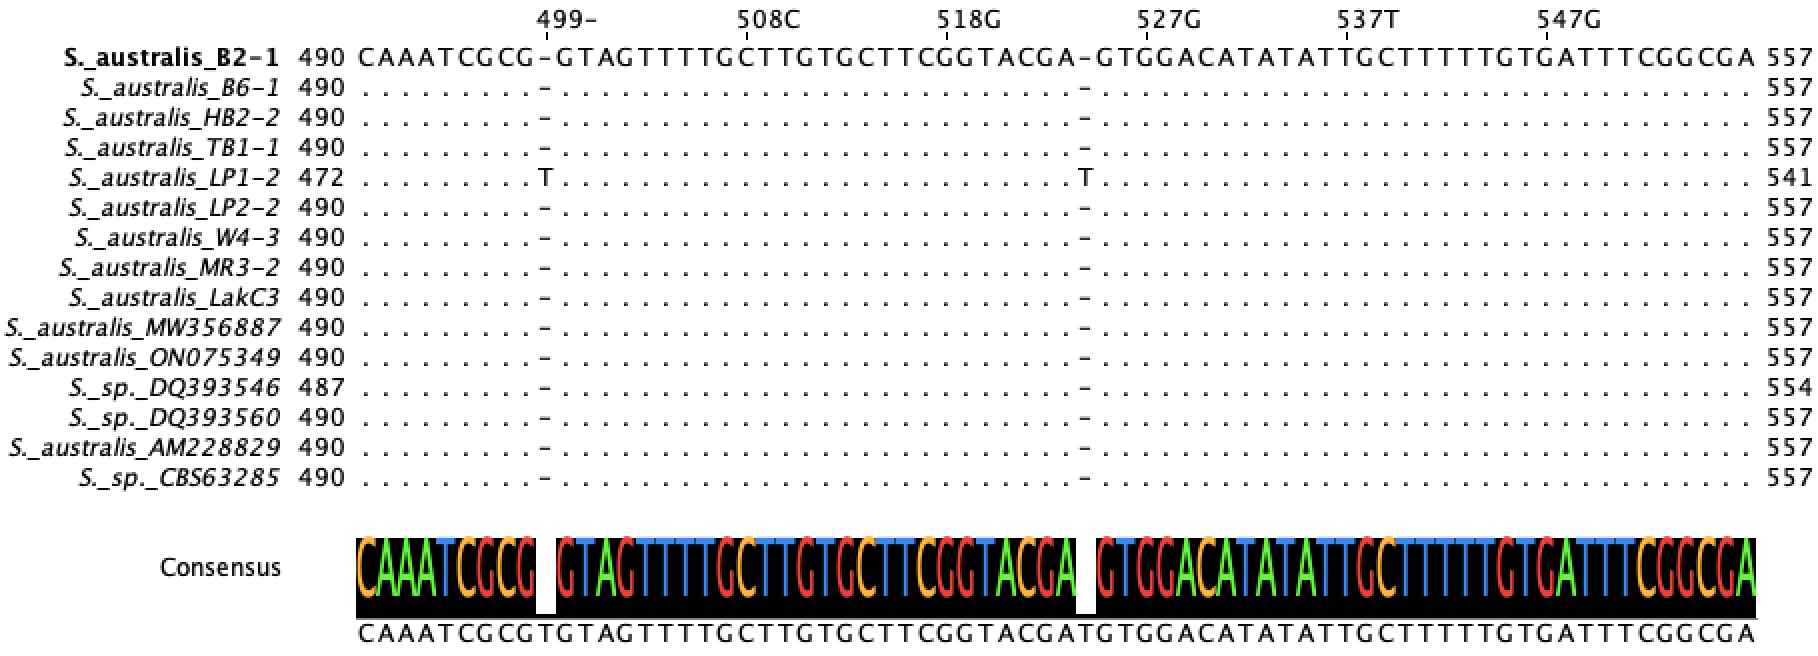 499- 508C 518G 527G 537T 547G
S._australis_B2-1 490 CAAATCGCG-GTAGTTTTGCTTGTGCTTCGGTACGA-GTGGACATATATTGCTTTTTGTGATTTCGGCGA 557
S._australis_B6-1 490 .........-..........................-................................. 557
S._australis_HB2-2 490 .........-..........................-................................. 557
S._australis_TB1-1 490 .........-..........................-................................. 557
S._australis_LP1-2 472 .........T..........................T................................. 541
S._australis_LP2-2 490 .........-..........................-................................. 557
S._australis_W4-3 490 .........-..........................-................................. 557
S._australis_MR3-2 490 .........-..........................-................................. 557
S._australis_LakC3 490 .........-..........................-................................. 557
S._australis_MW356887 490 .........-..........................-................................. 557
S._australis_ON075349 490 .........-..........................-................................. 557
S._sp._DQ393546 487 .........-..........................-................................. 554
S._sp._DQ393560 490 .........-..........................-................................. 557
S._australis_AM228829 490 .........-..........................-................................. 557
S._sp._CBS63285 490 .........-..........................-................................. 557
Consensus CAAATCGCG GTAGTTTTGCTTGTGCTTCGGTACGA GTGGACATATATTGCTTTTTGTGATTTCGGCGA
CAAATCGCGTGTAGTTTTGCTTGTGCTTCGGTACGATGTGGACATATATTGCTTTTTGTGATTTCGGCGA